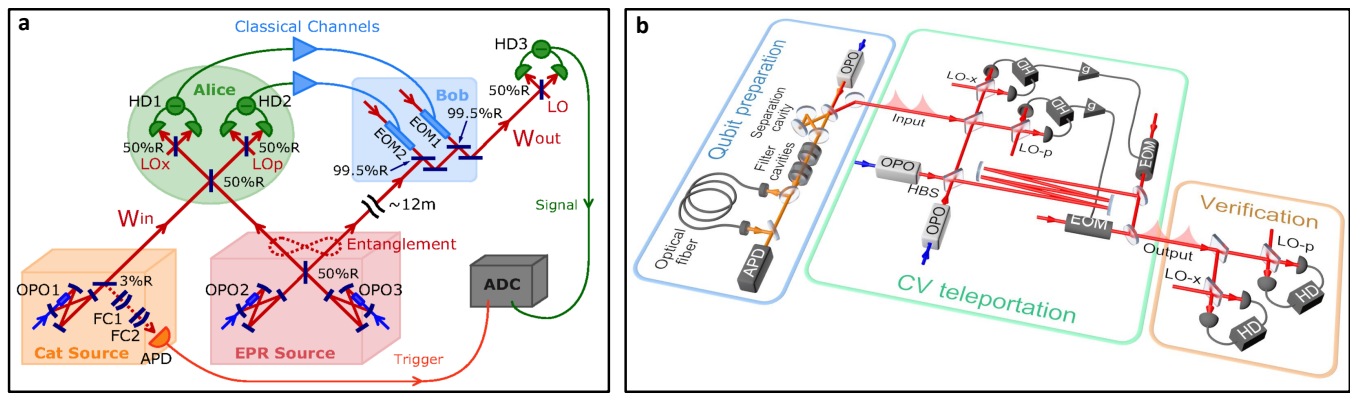 a
Classical Channels
HD3
50%R
LO
Alice
HD1
HD2
50%R
LOx
50%R
LOp
50%R
Bob
EOM1
EOM2
99.5%R
99.5%R
Wout
Win
~12m
Entanglement
Signal
3%R
OPO1
FC1
FC2
APD
Cat Source
50%R
OPO2
OPO3
EPR Source
ADC
Trigger
b
Qubit preparation
OPO
Separation
cavity
Filter
cavities
Optical
fiber
APD
Input
LO-x
HD
g
LO-p
HD
g
OPO
HBS
OPO
EOM
EOM
Output
CV teleportation
Verification
LO-p
LO-x
HD
HD